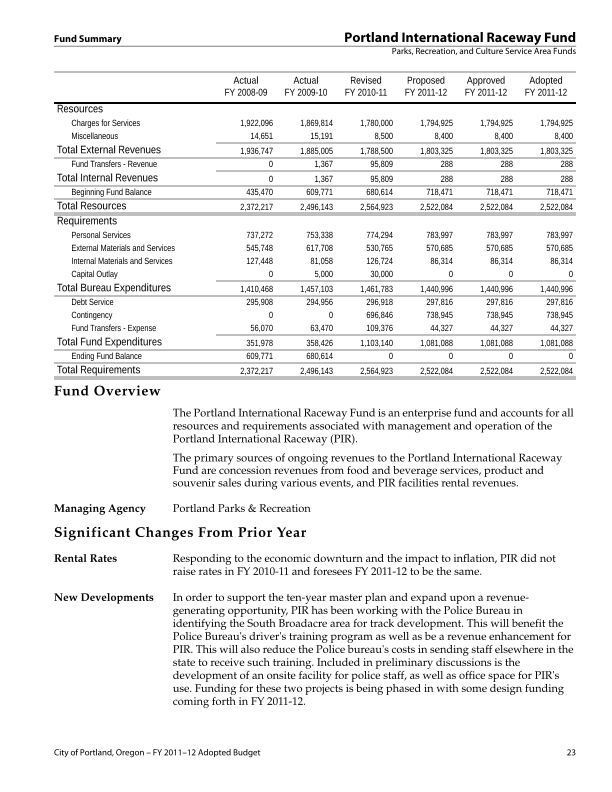 Fund Summary
Portland International Raceway Fund
Parks, Recreation, and Culture Service Area Funds
Actual Actual Revised Proposed Approved Adopted
FY 2008-09 FY 2009-10 FY 2010-11 FY 2011-12 FY 2011-12 FY 2011-12
Resources
Charges for Services 1,922,096 1,869,814 1,780,000 1,794,925 1,794,925 1,794,925
Miscellaneous 14,651 15,191 8,500 8,400 8,400 8,400
Total External Revenues 1,936,747 1,885,005 1,788,500 1,803,325 1,803,325 1,803,325
Fund Transfers - Revenue 0 1,367 95,809 288 288 288
Total Internal Revenues 0 1,367 95,809 288 288 288
Beginning Fund Balance 435,470 609,771 680,614 718,471 718,471 718,471
Total Resources 2,372,217 2,496,143 2,564,923 2,522,084 2,522,084 2,522,084
Requirements
Personal Services 737,272 753,338 774,294 783,997 783,997 783,997
External Materials and Services 545,748 617,708 530,765 570,685 570,685 570,685
Internal Materials and Services 127,448 81,058 126,724 86,314 86,314 86,314
Capital Outlay 0 5,000 30,000 0 0 0
Total Bureau Expenditures 1,410,468 1,457,103 1,461,783 1,440,996 1,440,996 1,440,996
Debt Service 295,908 294,956 296,918 297,816 297,816 297,816
Contingency 0 0 696,846 738,945 738,945 738,945
Fund Transfers - Expense 56,070 63,470 109,376 44,327 44,327 44,327
Total Fund Expenditures 351,978 358,426 1,103,140 1,081,088 1,081,088 1,081,088
Ending Fund Balance 609,771 680,614 0 0 0 0
Total Requirements 2,372,217 2,496,143 2,564,923 2,522,084 2,522,084 2,522,084
Fund Overview
The Portland International Raceway Fund is an enterprise fund and accounts for all
resources and requirements associated with management and operation of the
Portland International Raceway (PIR).
The primary sources of ongoing revenues to the Portland International Raceway
Fund are concession revenues from food and beverage services, product and
souvenir sales during various events, and PIR facilities rental revenues.
Managing Agency Portland Parks & Recreation
Significant Changes From Prior Year
Rental Rates Responding to the economic downturn and the impact to inflation, PIR did not
raise rates in FY 2010-11 and foresees FY 2011-12 to be the same.
New Developments In order to support the ten-year master plan and expand upon a revenue-
generating opportunity, PIR has been working with the Police Bureau in
identifying the South Broadacre area for track development. This will benefit the
Police Bureau's driver's training program as well as be a revenue enhancement for
PIR. This will also reduce the Police bureau's costs in sending staff elsewhere in the
state to receive such training. Included in preliminary discussions is the
development of an onsite facility for police staff, as well as office space for PIR's
use. Funding for these two projects is being phased in with some design funding
coming forth in FY 2011-12.
City of Portland, Oregon – FY 2011–12 Adopted Budget 23